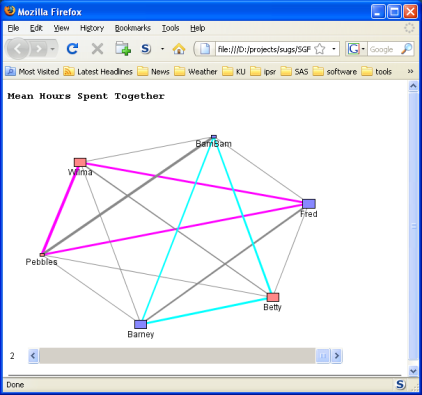 Mozilla Firefox
File Edit View History Bookmarks Tools Help
S file:///D:/projects/sugs/SGF G Google
Most Visited Latest Headlines News Weather KU ipsr SAS software tools »
Mean Hours Spent Together
BamBam
Wilma
Fred
Pebbles
Betty
Barney
2
Done S